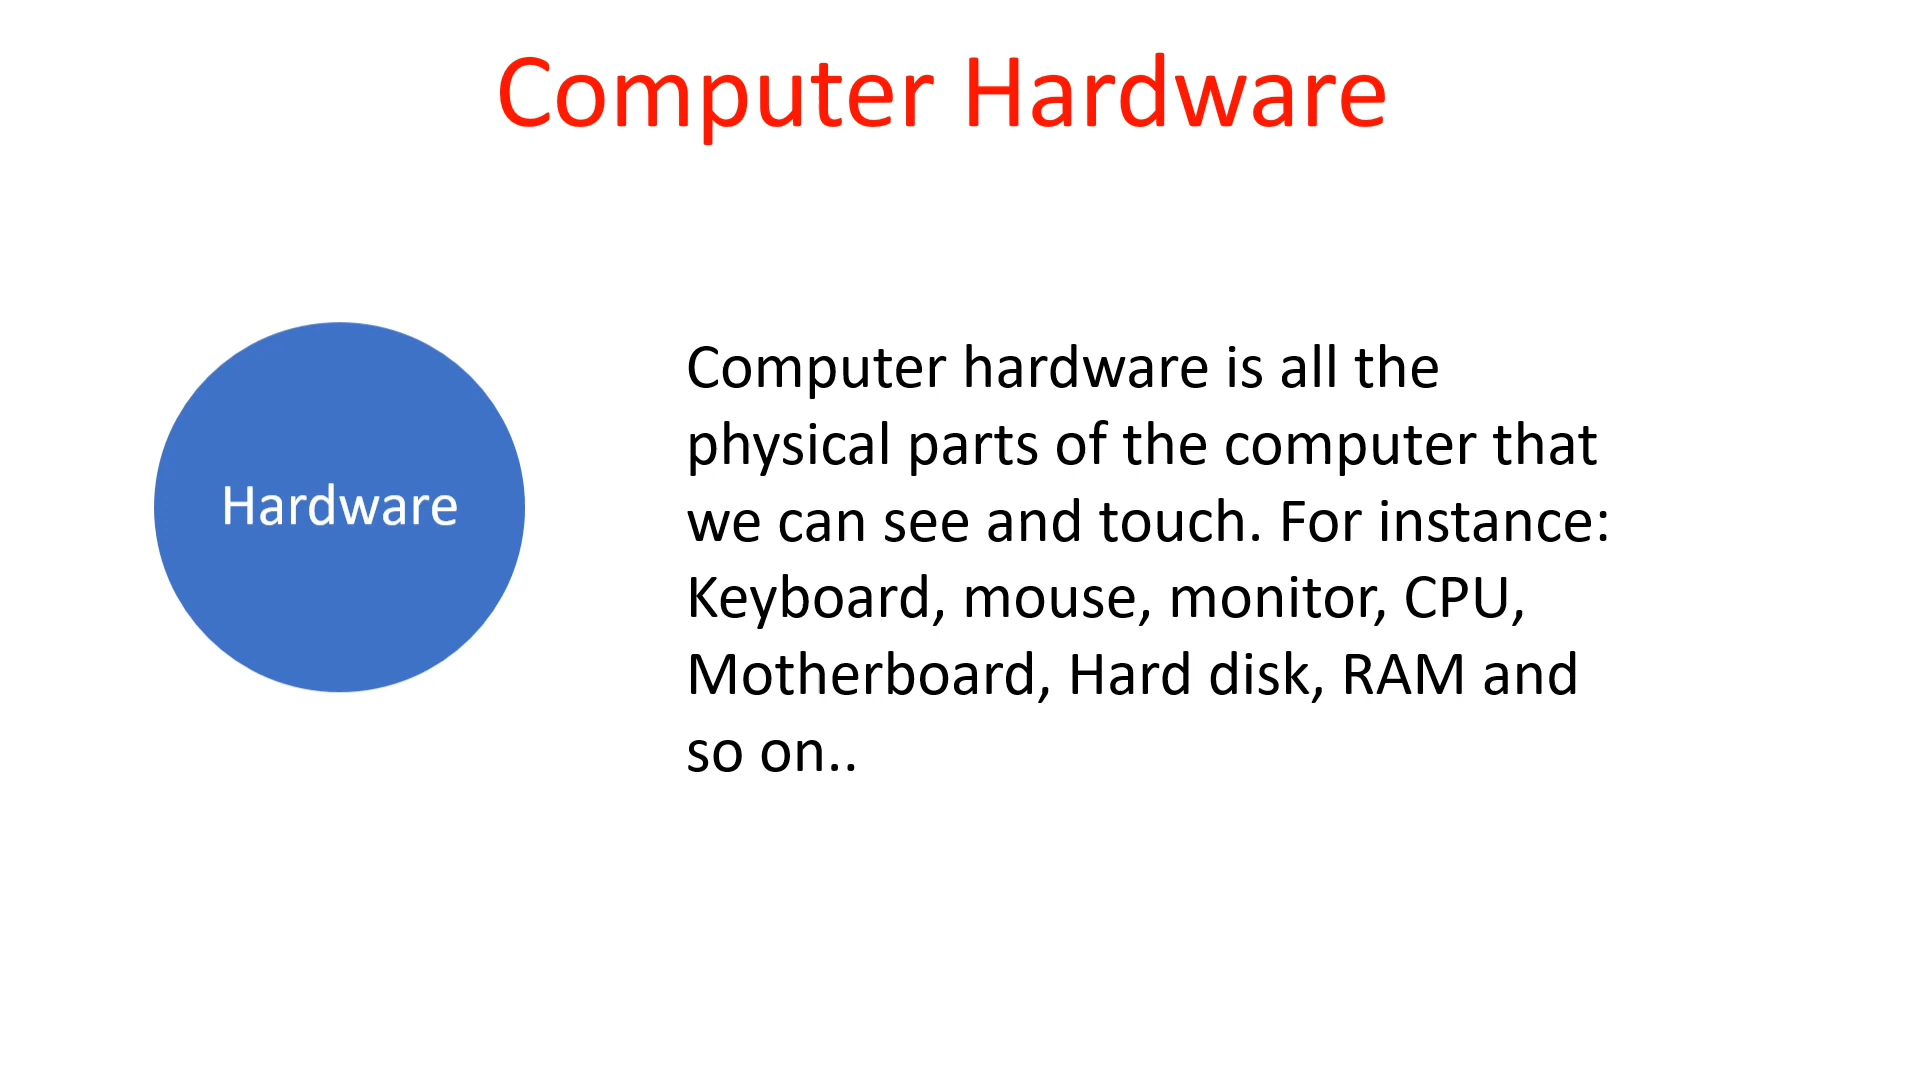 Computer Hardware
Hardware
Computer hardware is all the
physical parts of the computer that
we can see and touch. For instance:
Keyboard, mouse, monitor, CPU,
Motherboard, Hard disk, RAM and
so on..